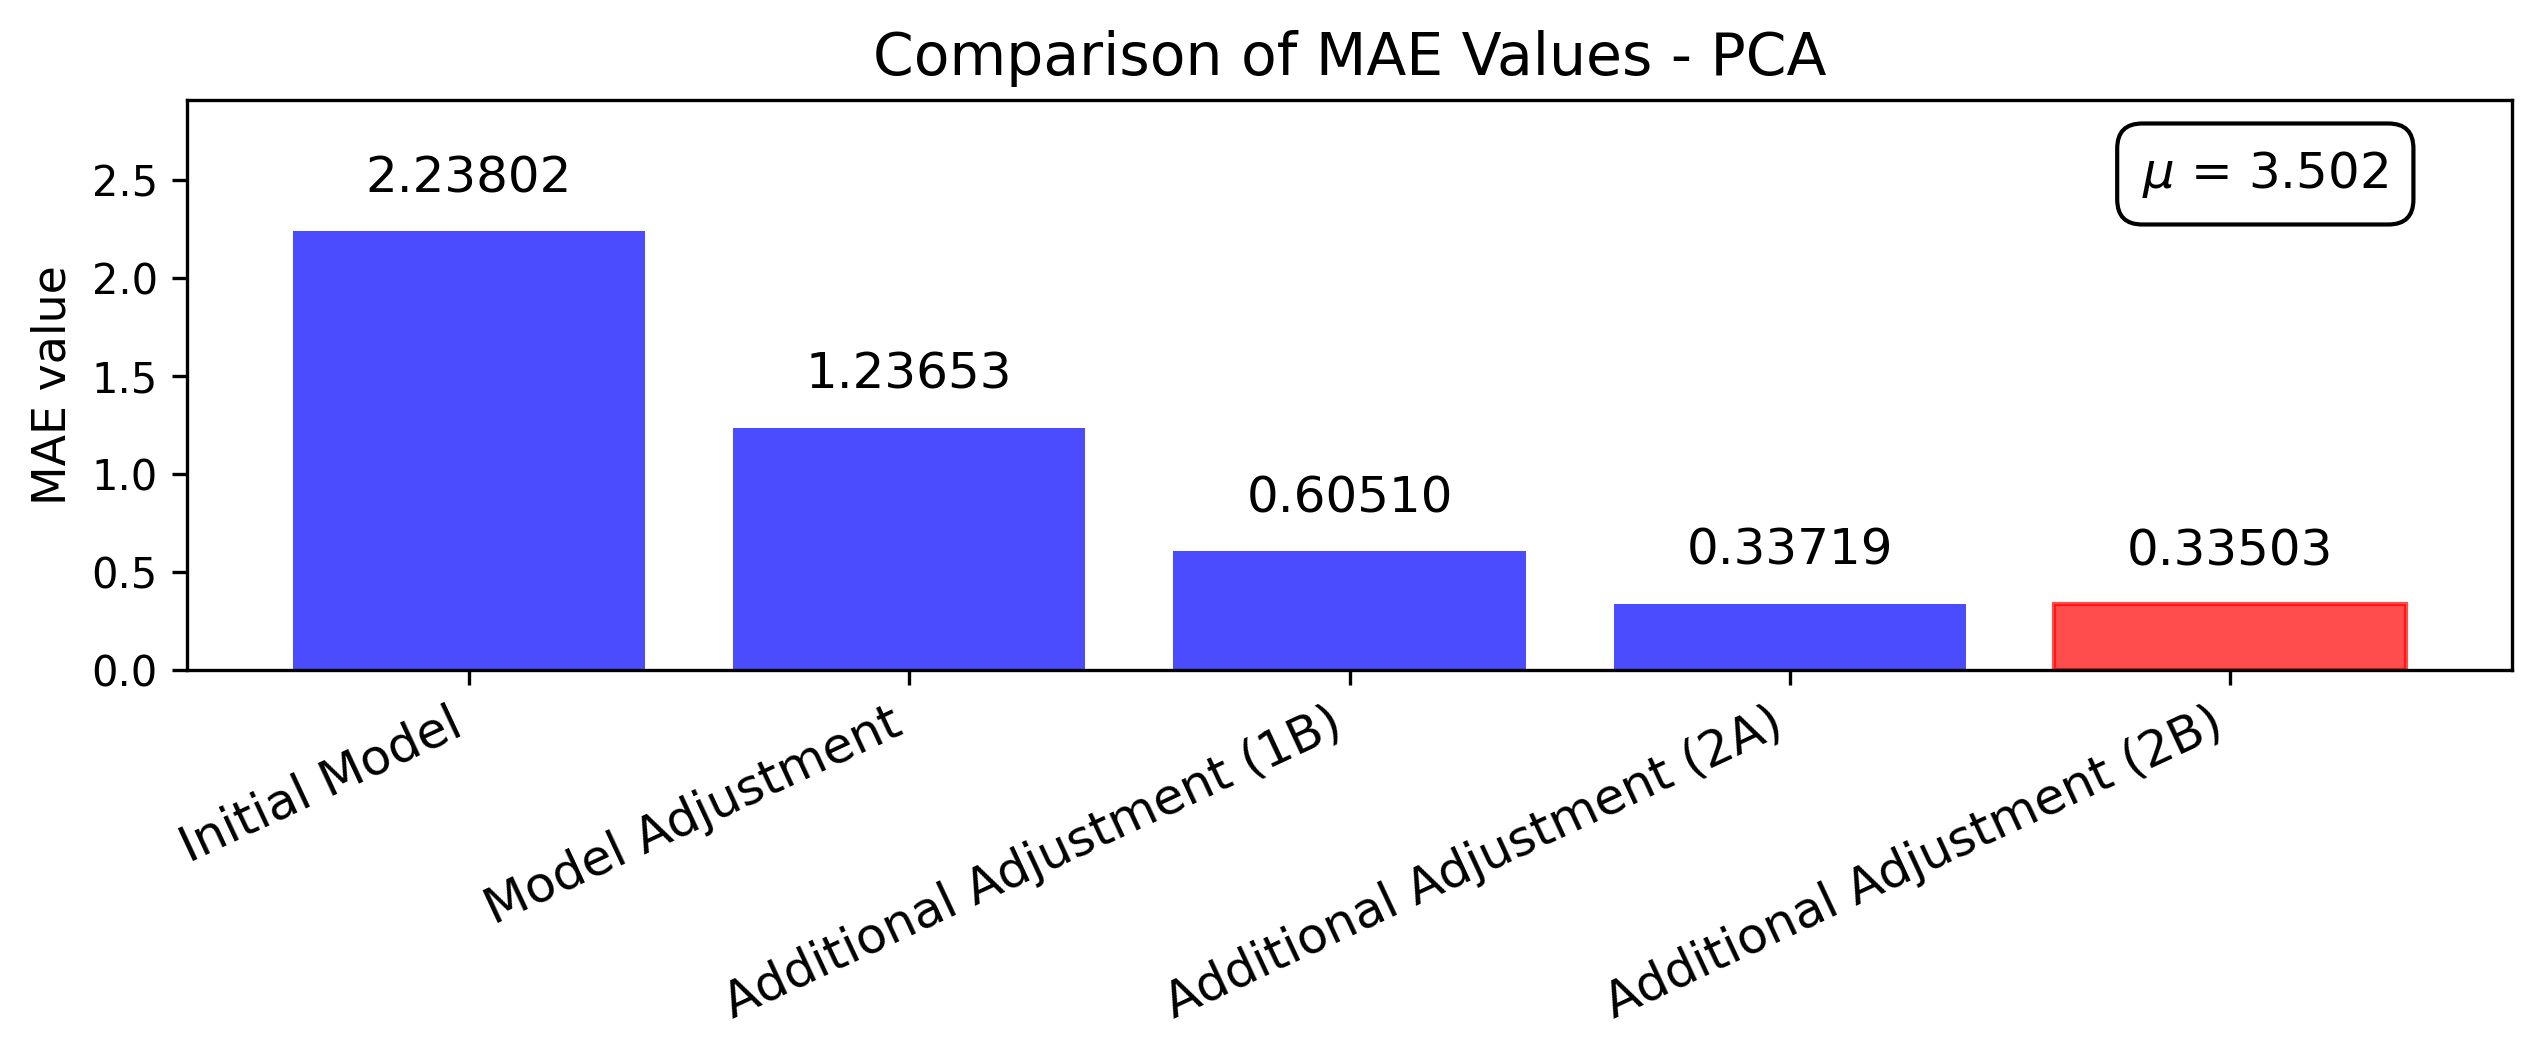 Comparison of MAE Values - PCA
MAE value
2.5
2.0
1.5
1.0
0.5
0.0
2.23802
1.23653
0.60510
0.33719
0.33503
μ = 3.502
Initial Model
Model Adjustment
Additional Adjustment (1B)
Additional Adjustment (2A)
Additional Adjustment (2B)